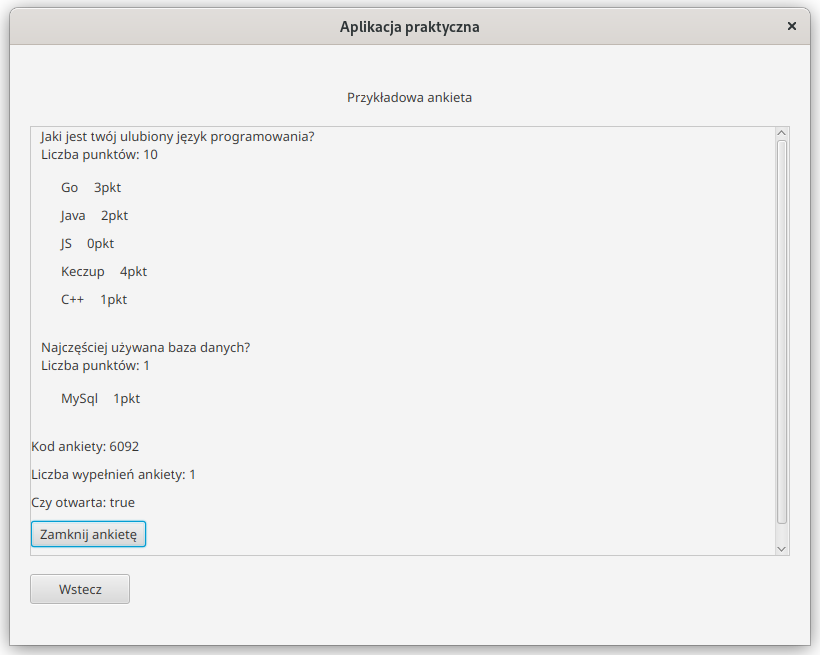 Aplikacja praktyczna
Przykładowa ankieta
Jaki jest twój ulubiony język programowania?
Liczba punktów: 10
Go 3pkt
Java 2pkt
JS 0pkt
Keczup 4pkt
C++ 1pkt
Najczęściej używana baza danych?
Liczba punktów: 1
MySql 1pkt
Kod ankiety: 6092
Liczba wypełnień ankiety: 1
Czy otwarta: true
Zamknij ankietę
Wstecz